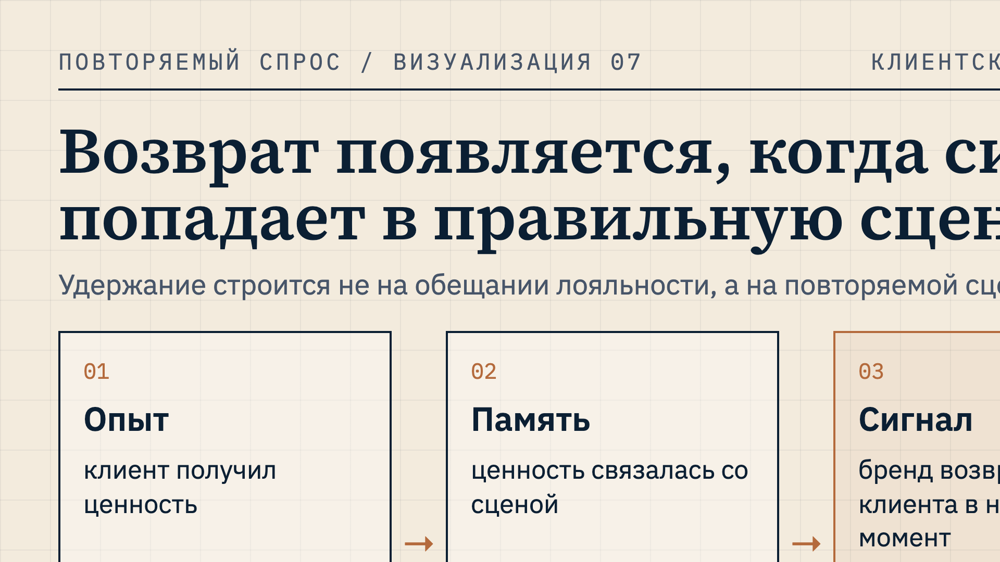 ПОВТОРЯЕМЫЙ СПРОС / ВИЗУАЛИЗАЦИЯ 07
Возврат появляется, когда
попадает в правильную
Удержание строится не на обещании лояльности, а на повторяемой
01
Опыт
клиент получил
ценность
02
Память
ценность связалась со
сценой
03
Сигнал
бренд
клиента в
момент